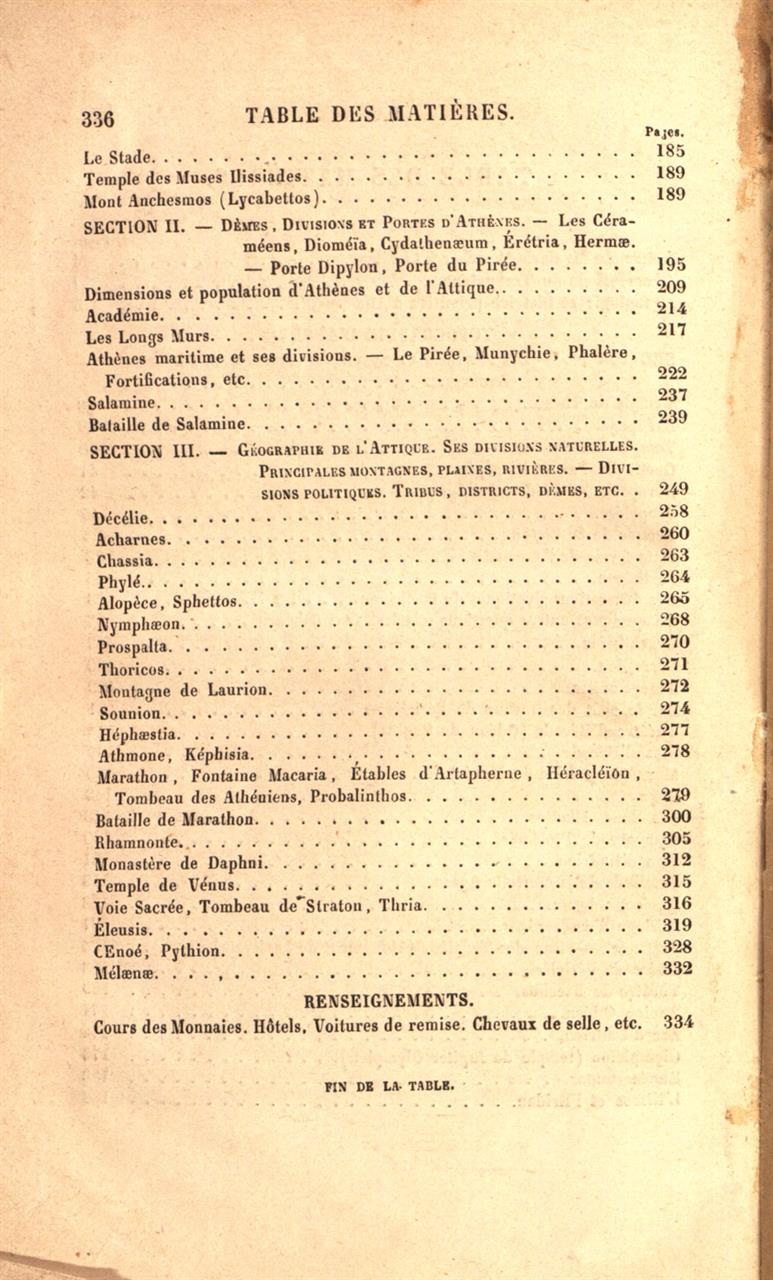 336 TABLE DES MATIÈRES.
Pages.
Le Stade. . . . . . . . . . . . . . . . . . . . . . 185
Temple des Muses Ilissiades. . . . . . . . . . . . . . . . 189
Mont Anchesmos (Lycabettos). . . . . . . . . . . . . . . 189
SECTION II. — DÈMES, DIVISIONS ET PORTES D'ATHÈNES. — Les Céra-
méens, Dioméïa, Cydathenæum, Érétria, Hermæ.
— Porte Dipylon, Porte du Pirée. . . . . . . . 195
Dimensions et population d'Athènes et de l'Attique.. . . . . . . . . 209
Académie. . . . . . . . . . . . . . . . . . . . . . 214
Les Longs Murs. . . . . . . . . . . . . . . . . . . . 217
Athènes maritime et ses divisions. — Le Pirée, Munychie, Phalère,
Fortifications, etc. . . . . . . . . . . . . . . . . . . 222
Salamine. . . . . . . . . . . . . . . . . . . . . . 237
Bataille de Salamine. . . . . . . . . . . . . . . . . . 239
SECTION III. — GÉOGRAPHIE DE L'ATTIQUE. SES DIVISIONS NATURELLES.
PRINCIPALES MONTAGNES, PLAINES, RIVIÈRES. — DIVI-
SIONS POLITIQUES. TRIBUS, DISTRICTS, DÈMES, ETC. . 249
Décélie. . . . . . . . . . . . . . . . . . . . . . 258
Acharnes. . . . . . . . . . . . . . . . . . . . . . 260
Chassia. . . . . . . . . . . . . . . . . . . . . . 263
Phylé.. . . . . . . . . . . . . . . . . . . . . . 264
Alopèce, Sphettos. . . . . . . . . . . . . . . . . . . 265
Nymphæon. . . . . . . . . . . . . . . . . . . . . 268
Prospalta. . . . . . . . . . . . . . . . . . . . . . 270
Thoricos. . . . . . . . . . . . . . . . . . . . . . 271
Montagne de Laurion. . . . . . . . . . . . . . . . . . 272
Sounion. . . . . . . . . . . . . . . . . . . . . . 274
Héphæstia. . . . . . . . . . . . . . . . . . . . . 277
Athmone, Képhisia. . . . . . . . . . . . . . . . . . . 278
Marathon, Fontaine Macaria, Étables d'Artapherne, Héracléïon,
Tombeau des Athéniens, Probalinthos. . . . . . . . . . . . 279
Bataille de Marathon. . . . . . . . . . . . . . . . . . 300
Rhamnonte. . . . . . . . . . . . . . . . . . . . . 305
Monastère de Daphni. . . . . . . . . . . . . . . . . . 312
Temple de Vénus. . . . . . . . . . . . . . . . . . . 315
Voie Sacrée, Tombeau de Straton, Thria. . . . . . . . . . . . 316
Éleusis. . . . . . . . . . . . . . . . . . . . . . 319
Œnoé, Pythion. . . . . . . . . . . . . . . . . . . . 328
Mélænæ. . . . . . . . . . . . . . . . . . . . . . 332
RENSEIGNEMENTS.
Cours des Monnaies. Hôtels, Voitures de remise. Chevaux de selle, etc. 334
FIN DE LA TABLE.